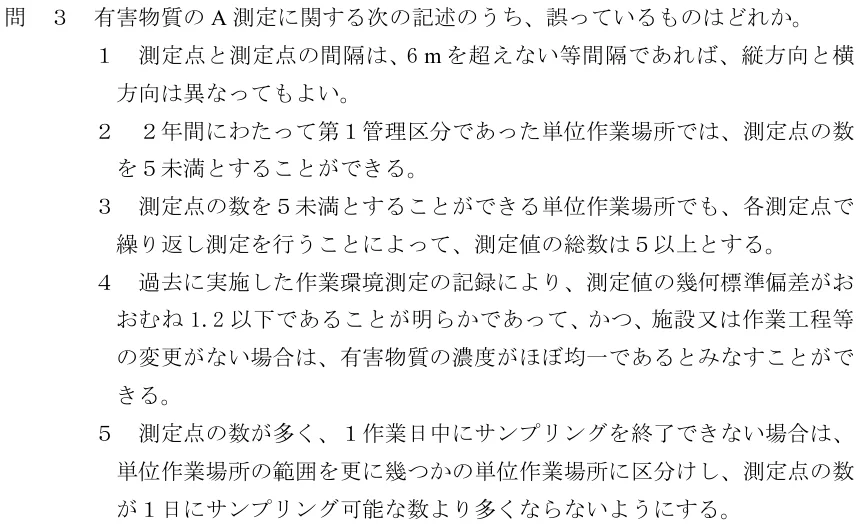 問 3 有害物質の A 測定に関する次の記述のうち、誤っているものはどれか。
1 測定点と測定点の間隔は、6 m を超えない等間隔であれば、縦方向と横
方向は異なってもよい。
2 2年間にわたって第1管理区分であった単位作業場所では、測定点の数
を5未満とすることができる。
3 測定点の数を5未満とすることができる単位作業場所でも、各測定点で
繰り返し測定を行うことによって、測定値の総数は5以上とする。
4 過去に実施した作業環境測定の記録により、測定値の幾何標準偏差がお
おむね 1.2 以下であることが明らかであって、かつ、施設又は作業工程等
の変更がない場合は、有害物質の濃度がほぼ均一であるとみなすことがで
きる。
5 測定点の数が多く、1作業日中にサンプリングを終了できない場合は、
単位作業場所の範囲を更に幾つかの単位作業場所に区分けし、測定点の数
が1日にサンプリング可能な数より多くならないようにする。